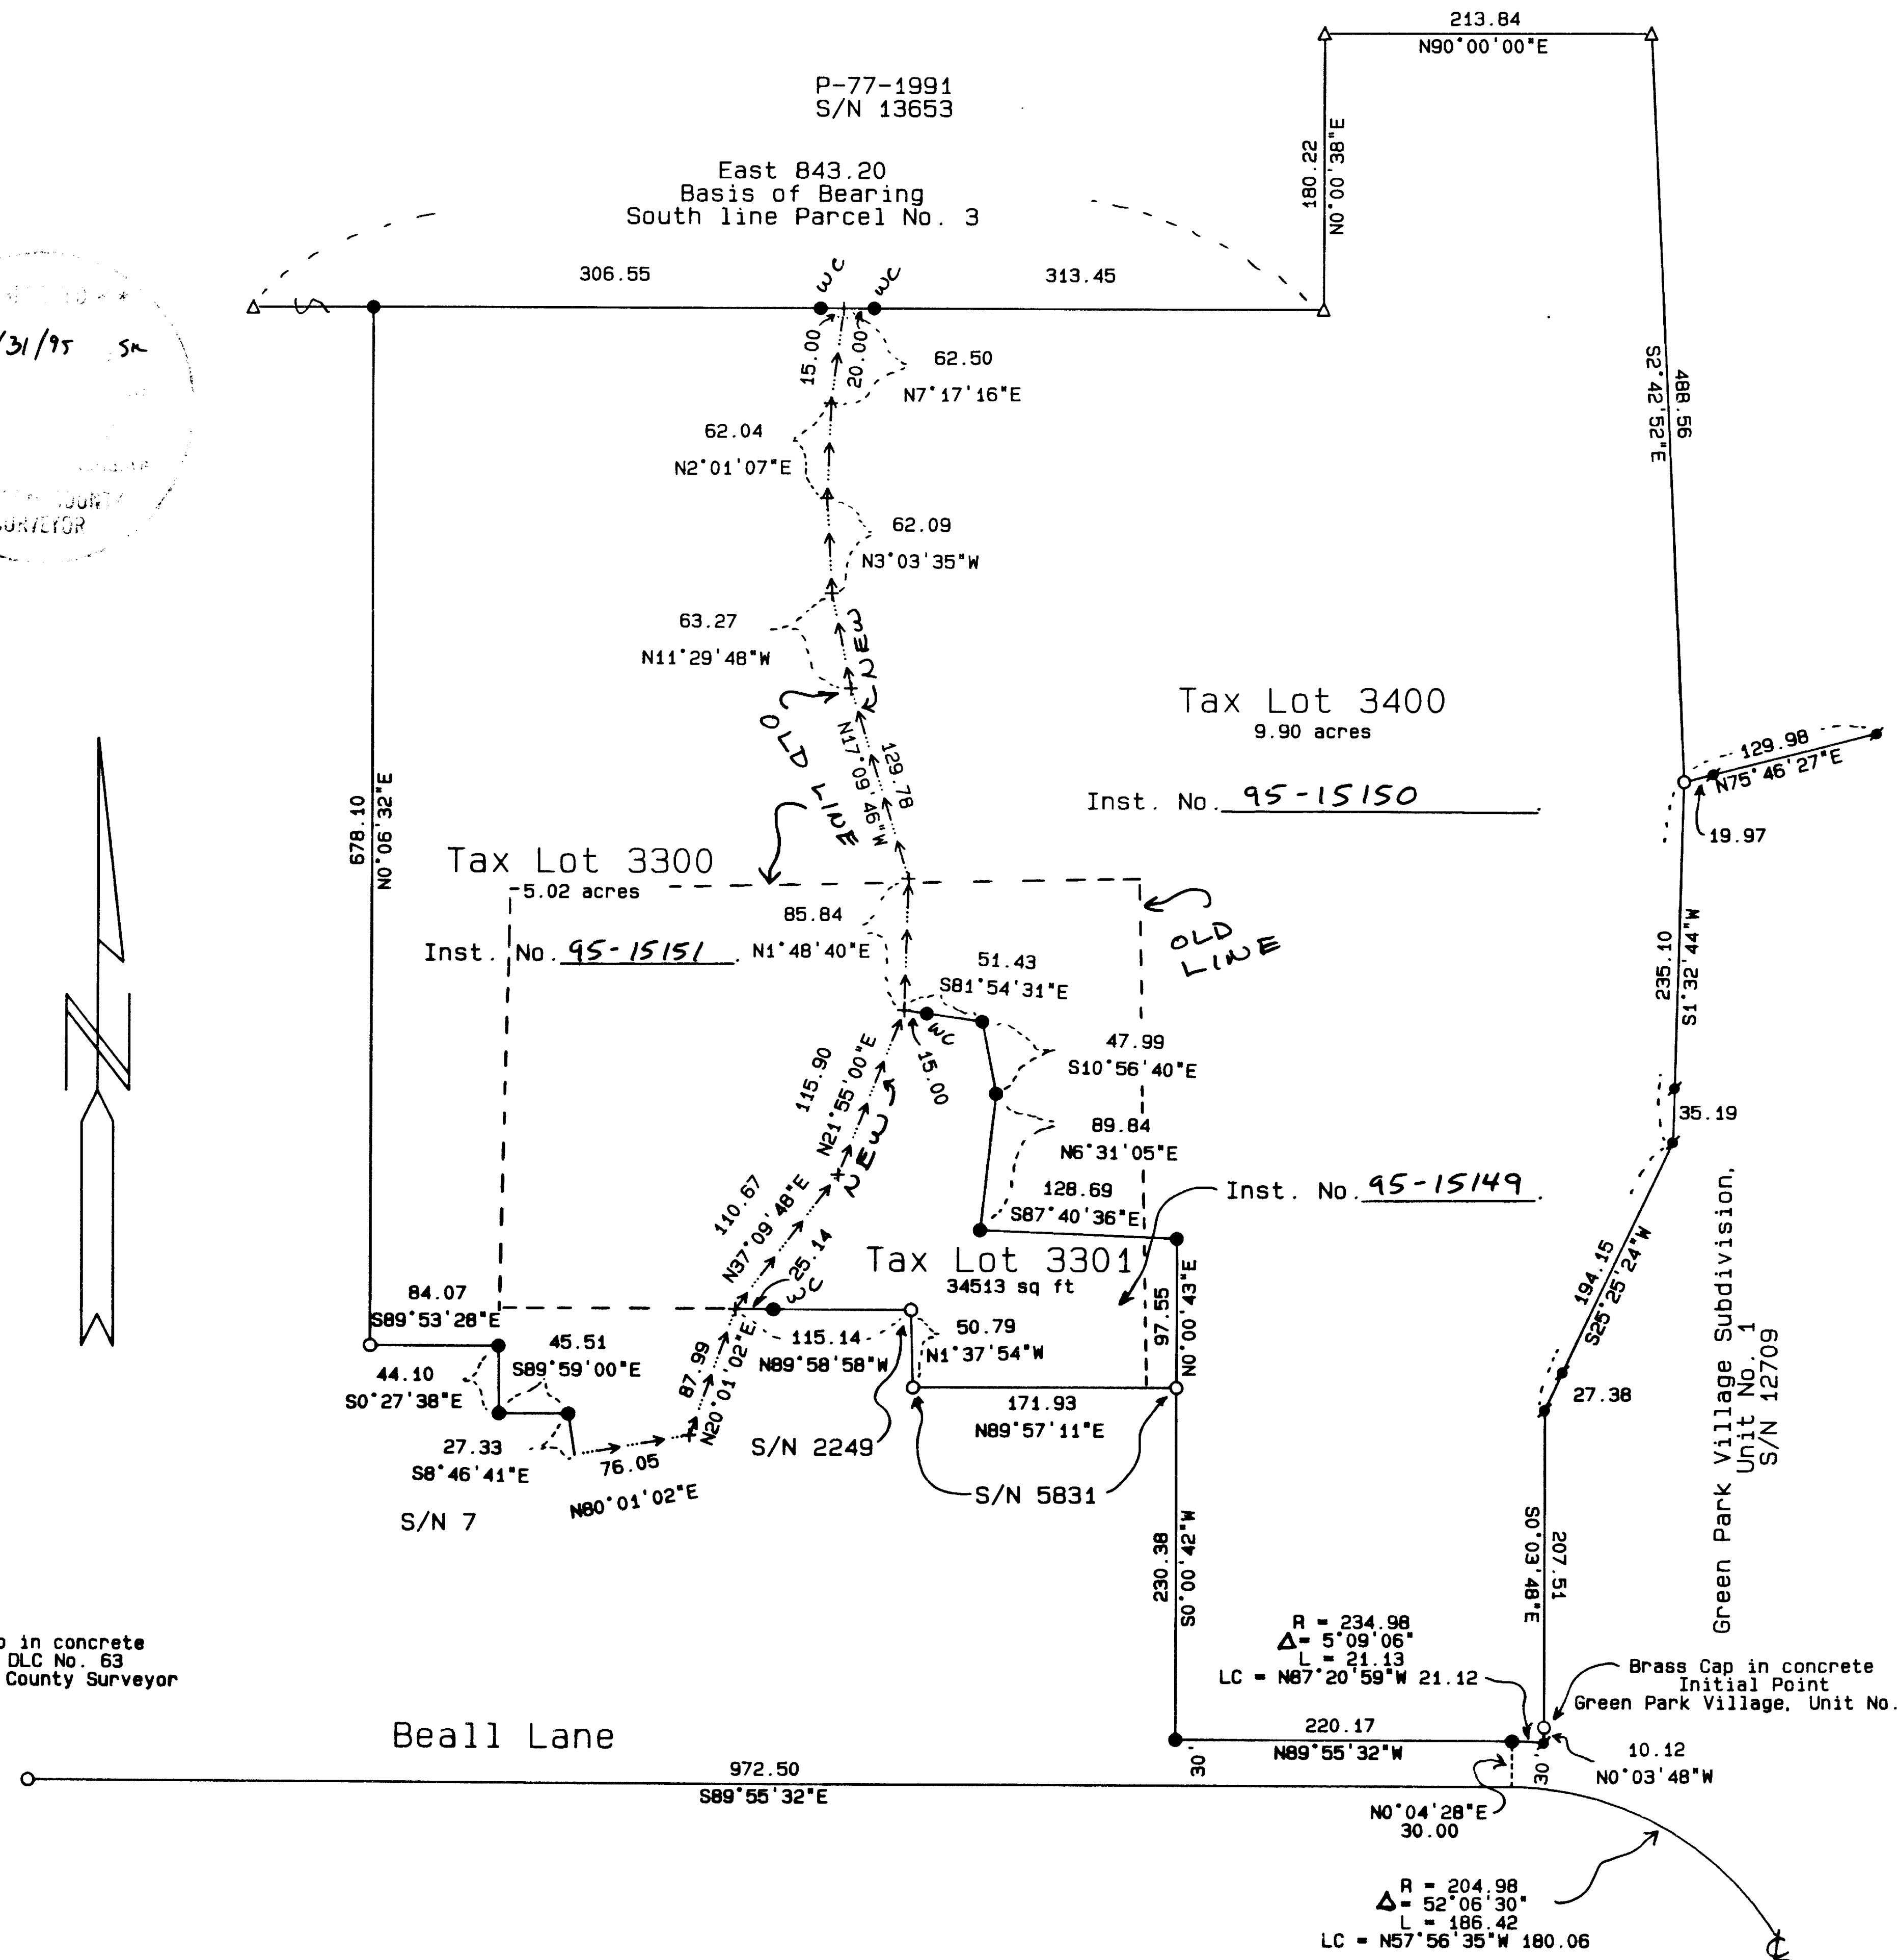 213.84
N90°00'00"E
P-77-1991
S/N 13653
180.22
N0°00'38"E
East 843.20
Basis of Bearing
South line Parcel No. 3
306.55
WC
WC
313.45
*
/31/95 SK
SURVEYOR
15.00
20.00
62.50
N7°17'16"E
62.04
N2°01'07"E
62.09
N3°03'35"W
63.27
N11°29'48"W
NEW
OLD
LINE
N17°09'46"W
129.78
488.56
S2°42'52"E
Tax Lot 3400
9.90 acres
Inst. No. 95-15150
129.98
N75°46'27"E
19.97
678.10
N0°06'32"E
Tax Lot 3300
5.02 acres
Inst. No. 95-15151.
85.84
N1°48'40"E
OLD
LINE
235.10
S1°32'44"W
51.43
S81°54'31"E
WC
15.00
47.99
S10°56'40"E
115.90
N21°55'00"E
NEW
89.84
N6°31'05"E
35.19
128.69
S87°40'36"E
Inst. No. 95-15149.
110.67
N37°09'48"E
25.14
WC
Tax Lot 3301
34513 sq ft
97.55
N0°00'43"E
194.15
S25°25'24"W
84.07
S89°53'28"E
45.51
S89°59'00"E
44.10
S0°27'38"E
27.33
S8°46'41"E
76.05
N80°01'02"E
87.99
N20°01'02"E
115.14
N89°58'58"W
50.79
N1°37'54"W
171.93
N89°57'11"E
27.38
S/N 2249
S/N 5831
S/N 7
Green Park Village Subdivision,
Unit No. 1
S/N 12709
230.38
S0°00'42"W
S0°03'48"E
207.51
R = 234.98
Δ= 5°09'06"
L = 21.13
LC = N87°20'59"W 21.12
in concrete
DLC No. 63
County Surveyor
Brass Cap in concrete
Initial Point
Green Park Village, Unit No.
Beall Lane
220.17
N89°55'32"W
30'
30'
10.12
N0°03'48"W
972.50
S89°55'32"E
N0°04'28"E
30.00
R = 204.98
Δ= 52°06'30"
L = 186.42
LC = N57°56'35"W 180.06
N